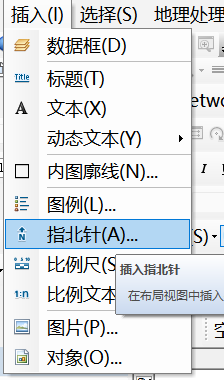 插入(I) 选择(S) 地理处理
数据框(D)
Title 标题(T)
A 文本(X)
动态文本(Y)
内图廓线(N)...
图例(L)...
N 指北针(A)...
比例尺(S)
1:n 比例文本
图片(P)...
对象(O)...
etwo
I
(S)
插入指北针
在布局视图中插入